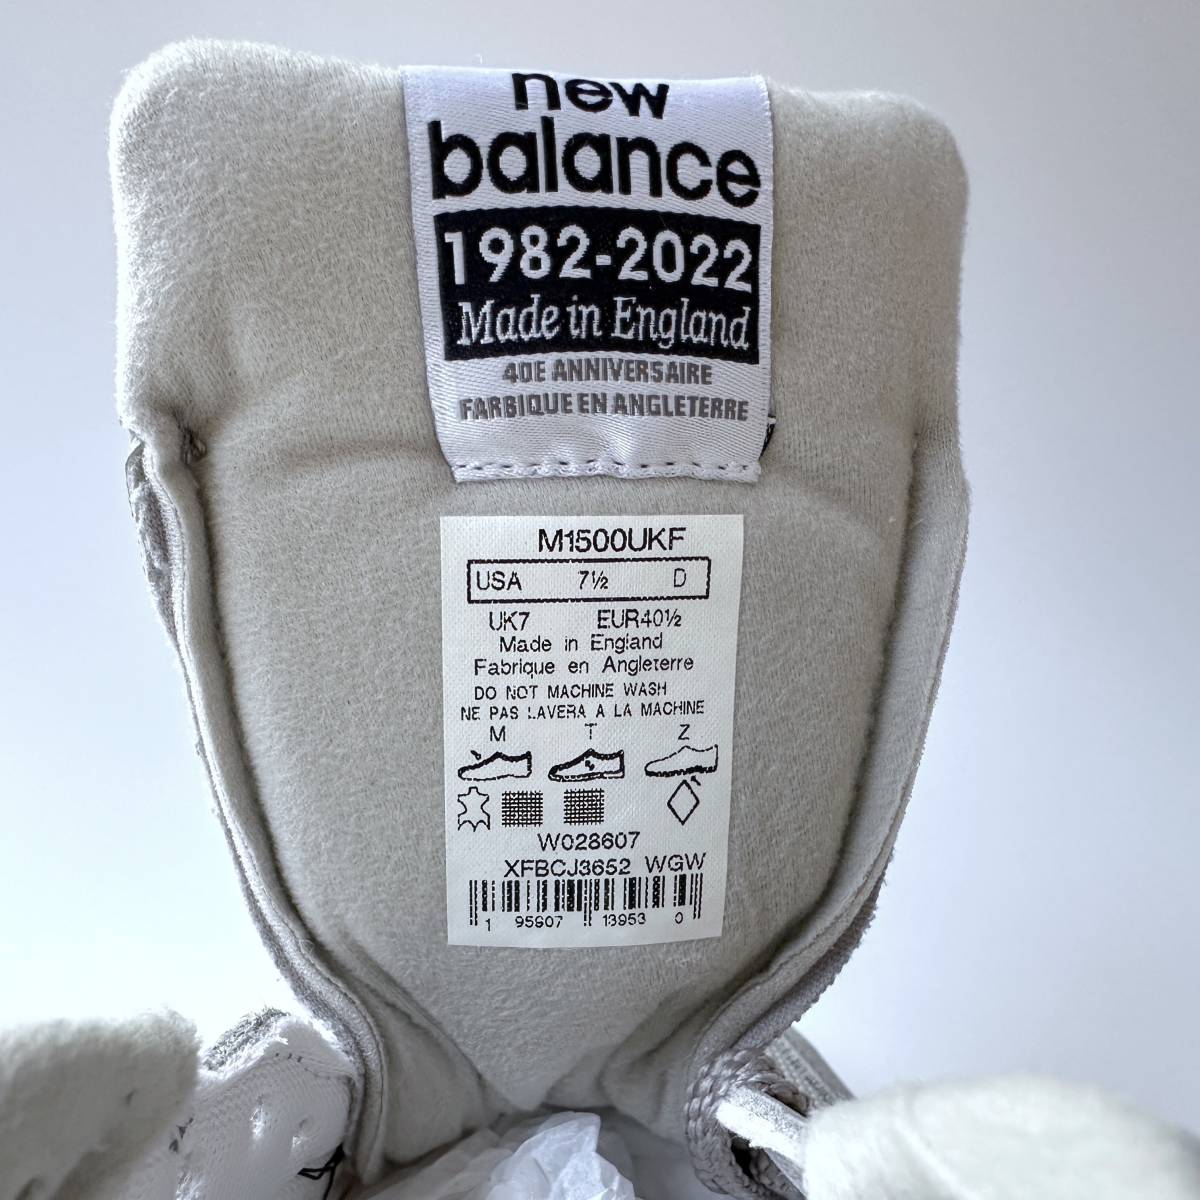 new
balance
1982-2022
Made in England
40E ANNIVERSAIRE
FARBIQUE EN ANGLETERRE
M1500UKF
USA 7½ D
UK7 EUR40½
Made in England
Fabrique en Angleterre
DO NOT MACHINE WASH
NE PAS LAVERA A LA MACHINE
M T Z
W028607
XFBCJ3652 WGW
1 95907 13953 0